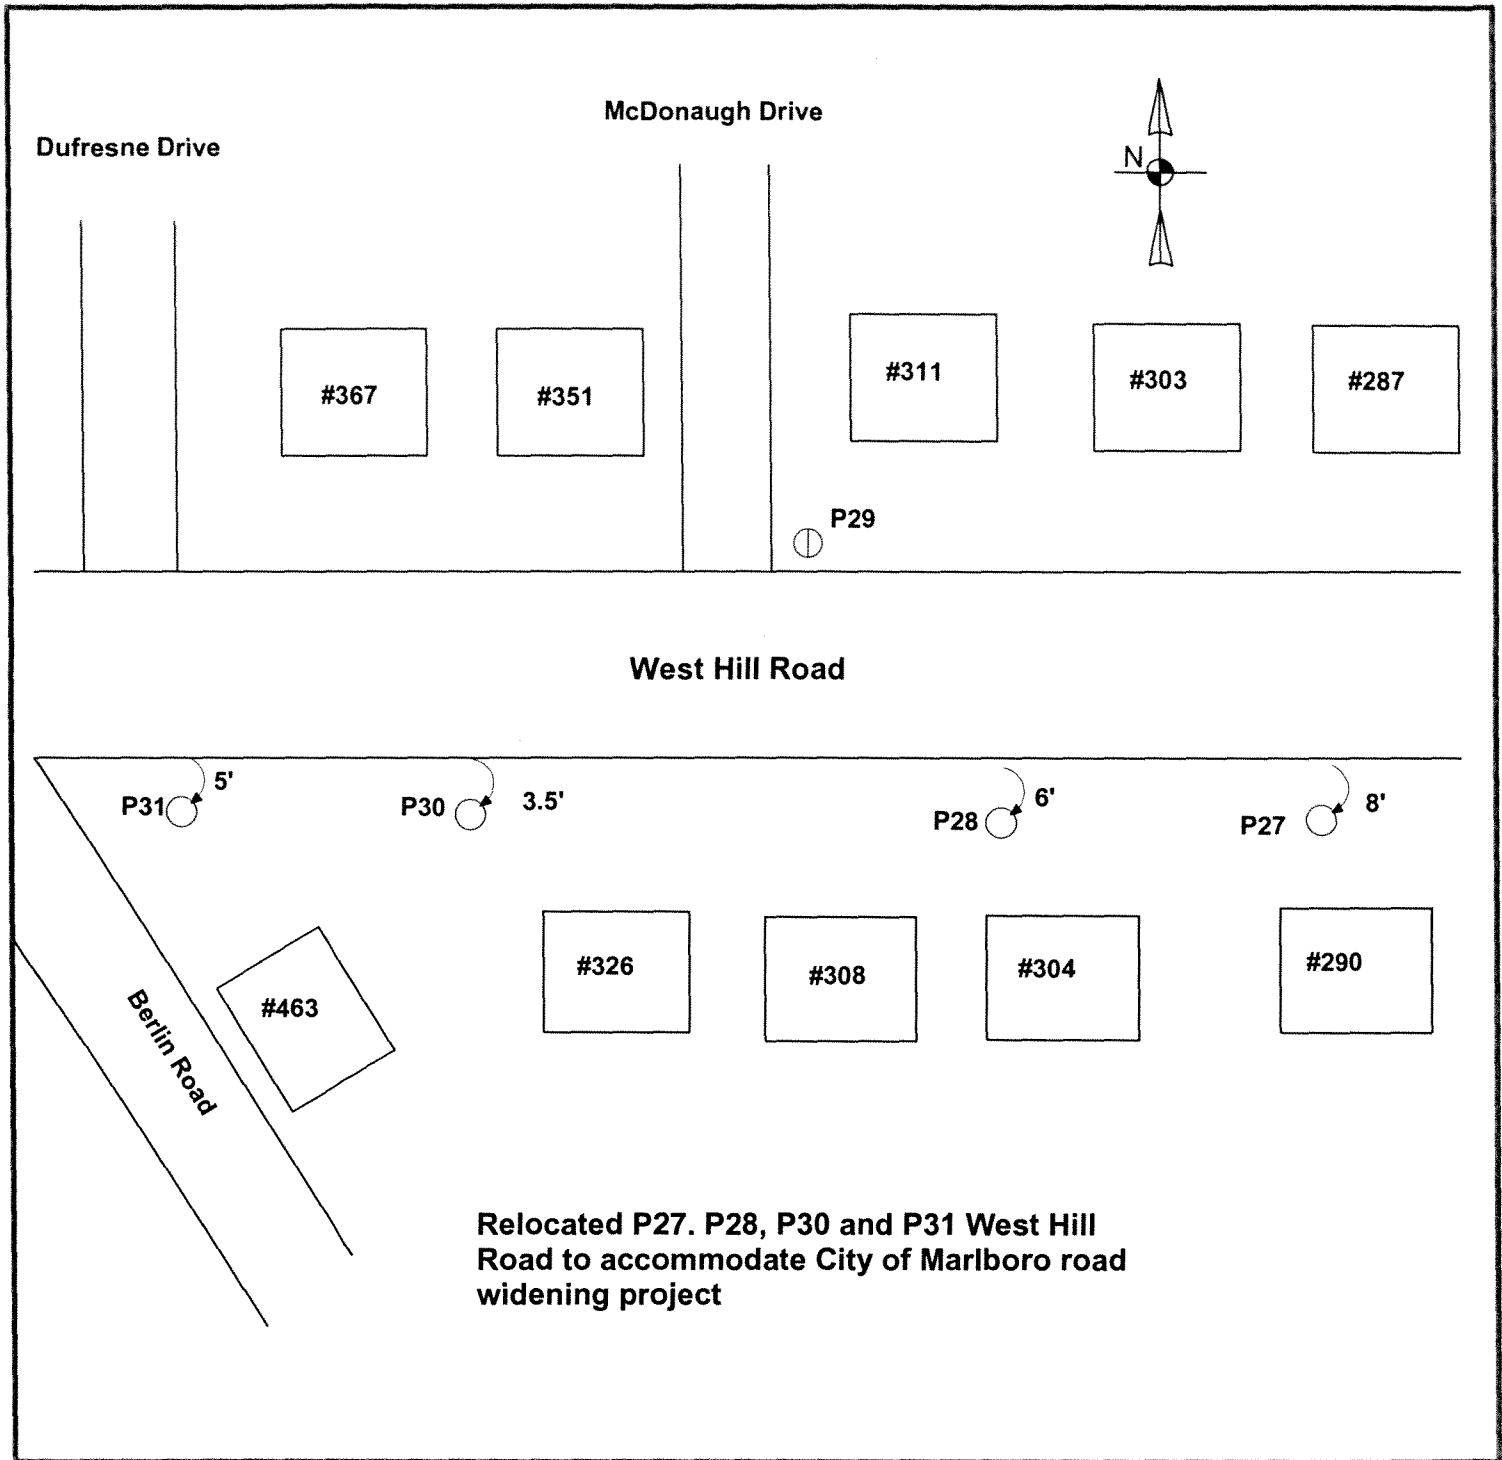 McDonaugh Drive
Dufresne Drive
N
#367
#351
#311
#303
#287
P29
West Hill Road
P31
5'
P30
3.5'
P28
6'
P27
8'
#463
#326
#308
#304
#290
Berlin Road
Relocated P27. P28, P30 and P31 West Hill
Road to accommodate City of Marlboro road
widening project